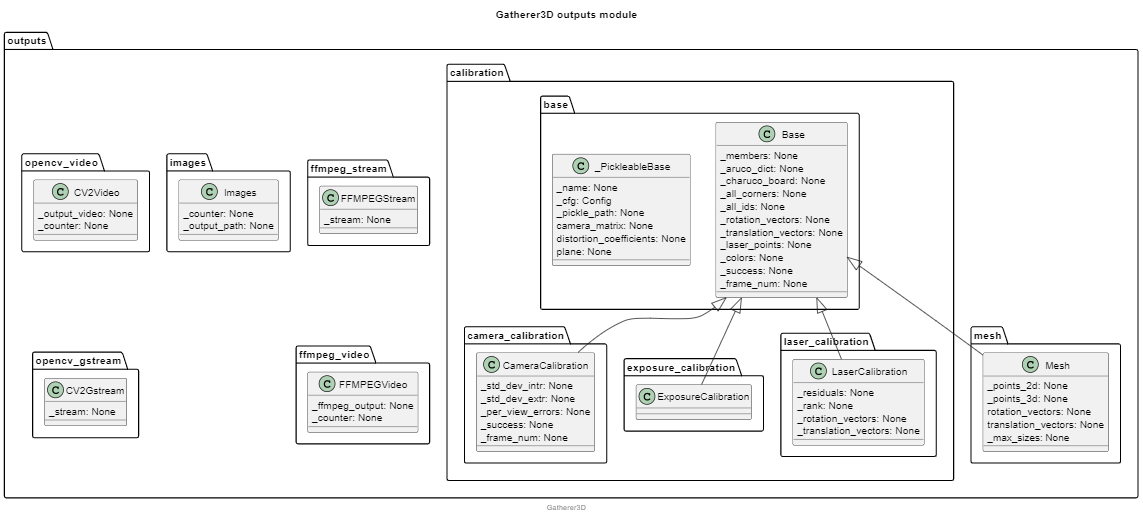 Gatherer3D outputs module
outputs
calibration
base
C Base
_members: None
_aruco_dict: None
_charuco_board: None
_all_corners: None
_all_ids: None
_rotation_vectors: None
_translation_vectors: None
_laser_points: None
_colors: None
_success: None
_frame_num: None
C _PickleableBase
_name: None
_cfg: Config
_pickle_path: None
camera_matrix: None
distortion_coefficients: None
plane: None
opencv_video
C CV2Video
_output_video: None
_counter: None
images
C Images
_counter: None
_output_path: None
ffmpeg_stream
C FFMPEGStream
_stream: None
opencv_gstream
C CV2Gstream
_stream: None
ffmpeg_video
C FFMPEGVideo
_ffmpeg_output: None
_counter: None
camera_calibration
C CameraCalibration
_std_dev_intr: None
_std_dev_extr: None
_per_view_errors: None
_success: None
_frame_num: None
exposure_calibration
C ExposureCalibration
laser_calibration
C LaserCalibration
_residuals: None
_rank: None
_rotation_vectors: None
_translation_vectors: None
mesh
C Mesh
_points_2d: None
_points_3d: None
rotation_vectors: None
translation_vectors: None
_max_sizes: None
Gatherer3D